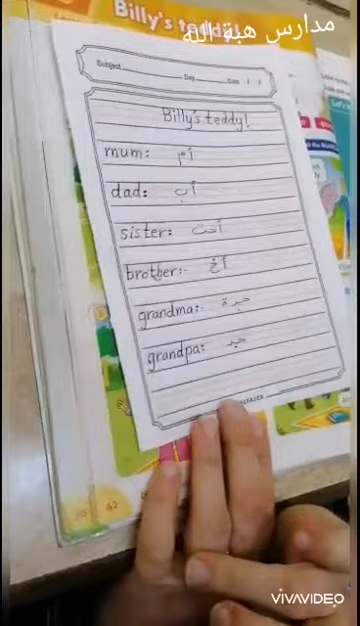 Billy's teddy!
مدارس هبة الله
Subject Day Date / /
Billy's teddy!
mum: أم
dad: أب
sister: أخت
brother:- أخ
grandma:- جدة
grandpa: جد
62
VIVAVIDEO